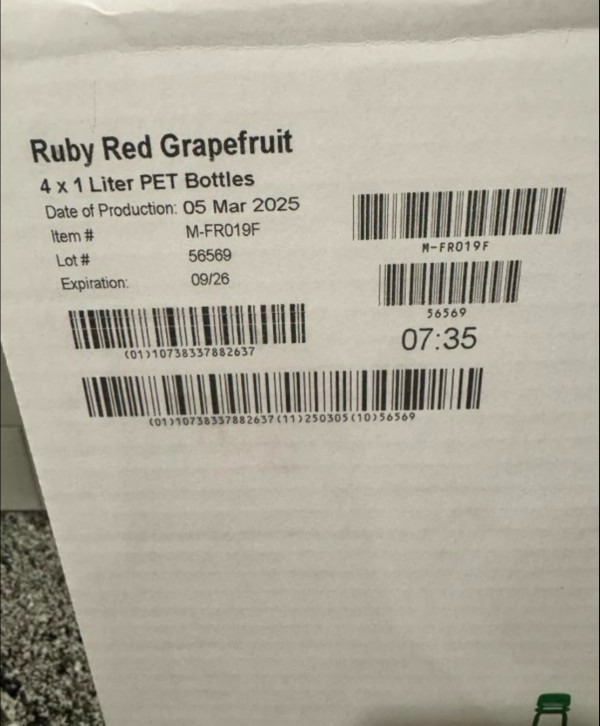 Ruby Red Grapefruit
4 x 1 Liter PET Bottles
Date of Production: 05 Mar 2025
Item # M-FR019F
Lot # 56569
Expiration: 09/26
M-FR019F
56569
07:35
(01)10738337882637
(01)10738337882637(11)250305(10)56569